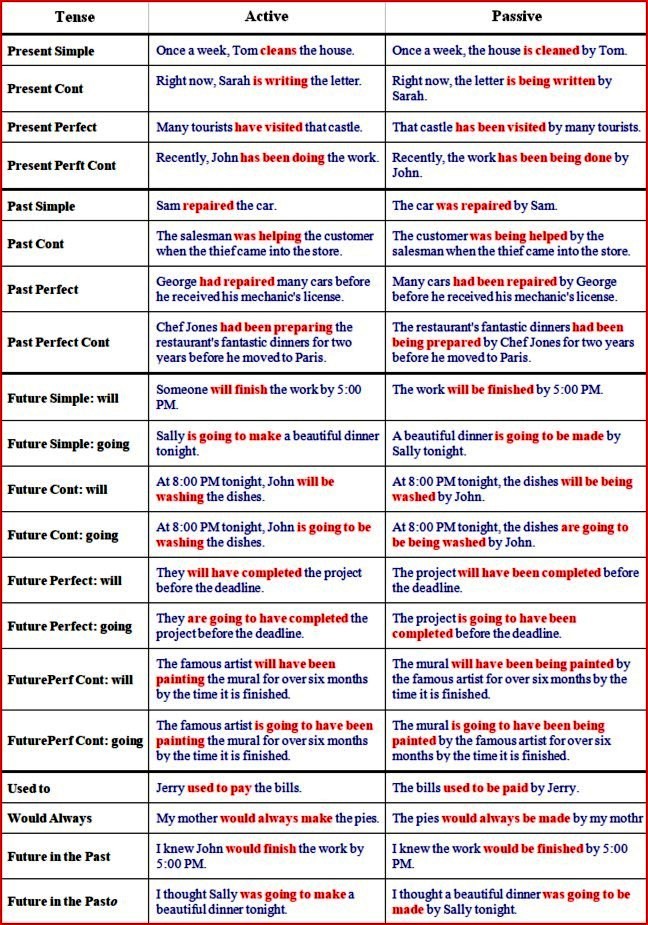 Tense Active Passive
Present Simple Once a week, Tom cleans the house. Once a week, the house is cleaned by Tom.
Present Cont Right now, Sarah is writing the letter. Right now, the letter is being written by
Sarah.
Present Perfect Many tourists have visited that castle. That castle has been visited by many tourists.
Present Perft Cont Recently, John has been doing the work. Recently, the work has been being done by
John.
Past Simple Sam repaired the car. The car was repaired by Sam.
Past Cont The salesman was helping the customer The customer was being helped by the
when the thief came into the store. salesman when the thief came into the store.
Past Perfect George had repaired many cars before Many cars had been repaired by George
he received his mechanic's license. before he received his mechanic's license.
Past Perfect Cont Chef Jones had been preparing the The restaurant's fantastic dinners had been
restaurant's fantastic dinners for two being prepared by Chef Jones for two years
years before he moved to Paris. before he moved to Paris.
Future Simple: will Someone will finish the work by 5:00 The work will be finished by 5:00 PM.
PM.
Future Simple: going Sally is going to make a beautiful dinner A beautiful dinner is going to be made by
tonight. Sally tonight.
Future Cont: will At 8:00 PM tonight, John will be At 8:00 PM tonight, the dishes will be being
washing the dishes. washed by John.
Future Cont: going At 8:00 PM tonight, John is going to be At 8:00 PM tonight, the dishes are going to
washing the dishes. be being washed by John.
Future Perfect: will They will have completed the project The project will have been completed before
before the deadline. the deadline.
Future Perfect: going They are going to have completed the The project is going to have been
project before the deadline. completed before the deadline.
FuturePerf Cont: will The famous artist will have been The mural will have been being painted by
painting the mural for over six months the famous artist for over six months by the
by the time it is finished. time it is finished.
FuturePerf Cont: going The famous artist is going to have been The mural is going to have been being
painting the mural for over six months painted by the famous artist for over six
by the time it is finished. months by the time it is finished.
Used to Jerry used to pay the bills. The bills used to be paid by Jerry.
Would Always My mother would always make the pies. The pies would always be made by my mothr
Future in the Past I knew John would finish the work by I knew the work would be finished by 5:00
5:00 PM. PM.
Future in the Pasto I thought Sally was going to make a I thought a beautiful dinner was going to be
beautiful dinner tonight. made by Sally tonight.